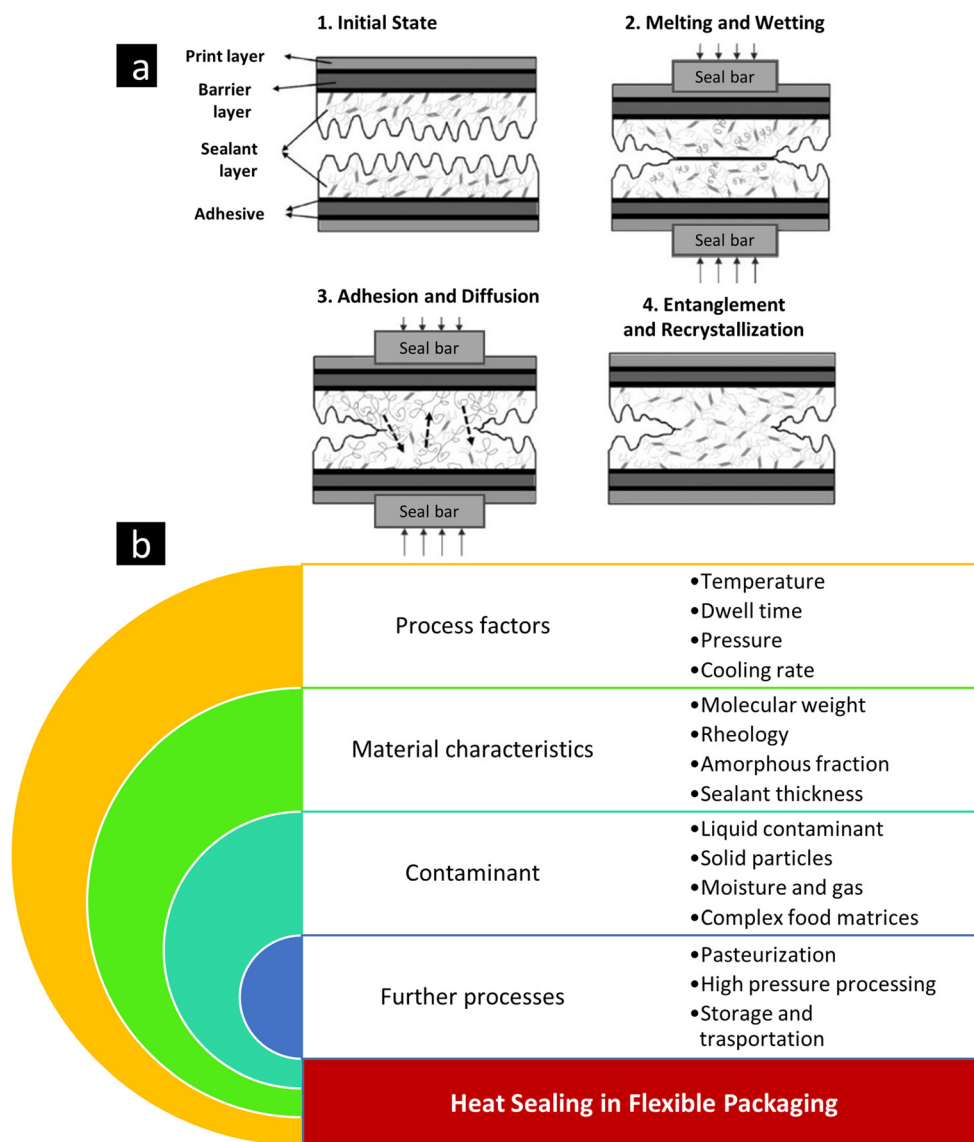 a
1. Initial State
Print layer
Barrier
layer
Sealant
layer
Adhesive
2. Melting and Wetting
Seal bar
Seal bar
3. Adhesion and Diffusion
Seal bar
Seal bar
4. Entanglement
and Recrystallization
b
Process factors
•Temperature
•Dwell time
•Pressure
•Cooling rate
Material characteristics
•Molecular weight
•Rheology
•Amorphous fraction
•Sealant thickness
Contaminant
•Liquid contaminant
•Solid particles
•Moisture and gas
•Complex food matrices
Further processes
•Pasteurization
•High pressure processing
•Storage and
trasportation
Heat Sealing in Flexible Packaging